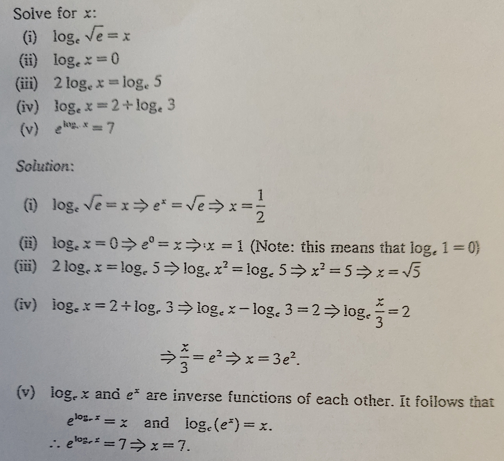 Solve for x:
(i) logₑ √e = x
(ii) logₑ x = 0
(iii) 2 logₑ x = logₑ 5
(iv) logₑ x = 2 + logₑ 3
(v) e^(logₑ x) = 7
Solution:
(i) logₑ √e = x ⇒ eˣ = √e ⇒ x = 1/2
(ii) logₑ x = 0 ⇒ e⁰ = x ⇒ x = 1 (Note: this means that logₑ 1 = 0)
(iii) 2 logₑ x = logₑ 5 ⇒ logₑ x² = logₑ 5 ⇒ x² = 5 ⇒ x = √5
(iv) logₑ x = 2 + logₑ 3 ⇒ logₑ x − logₑ 3 = 2 ⇒ logₑ x/3 = 2
⇒ x/3 = e² ⇒ x = 3e².
(v) logₑ x and eˣ are inverse functions of each other. It follows that
e^(logₑ x) = x and logₑ (eˣ) = x.
∴ e^(logₑ x) = 7 ⇒ x = 7.